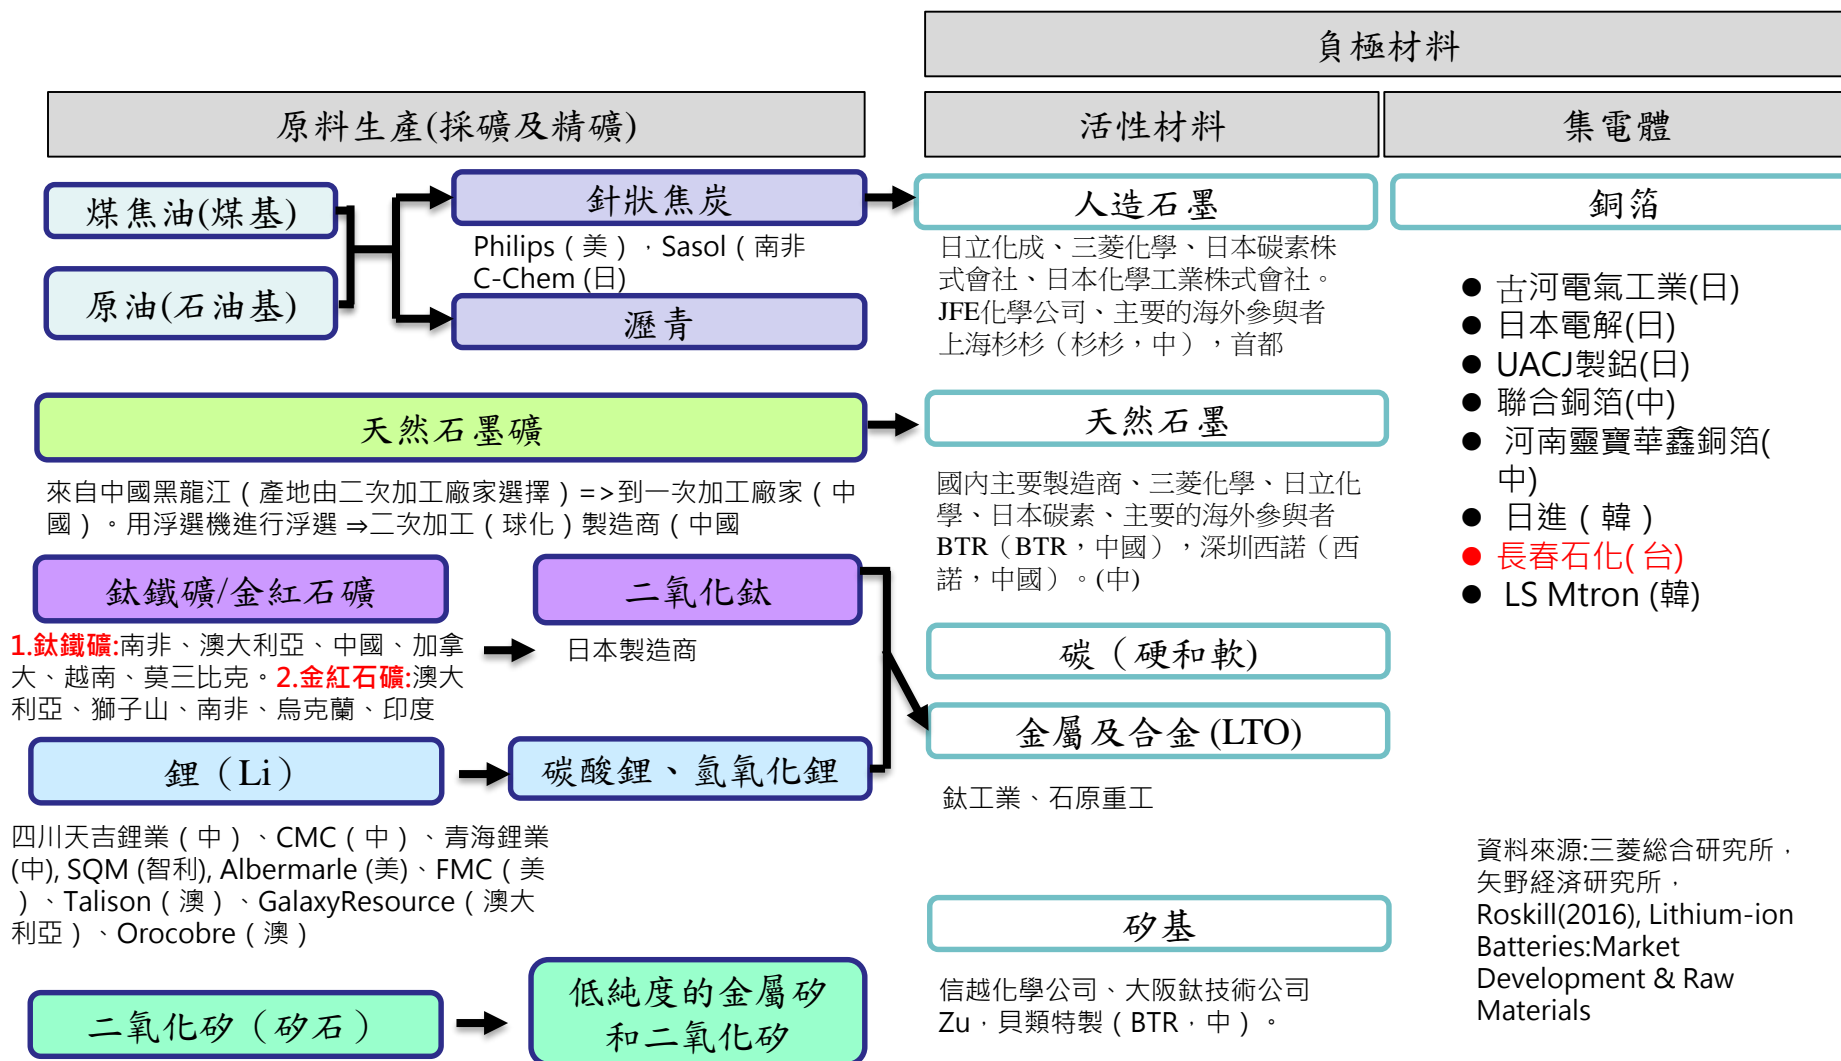 負極材料
原料生產(採礦及精礦)
活性材料
集電體
煤焦油(煤基)
原油(石油基)
針狀焦炭
Philips（美），Sasol（南非
C-Chem (日)
瀝青
人造石墨
日立化成、三菱化學、日本碳素株
式會社、日本化學工業株式會社。
JFE化學公司、主要的海外參與者
上海杉杉（杉杉，中），首都
銅箔
● 古河電氣工業(日)
● 日本電解(日)
● UACJ製鋁(日)
● 聯合銅箔(中)
● 河南靈寶華鑫銅箔(
中)
● 日進（韓）
● 長春石化(台)
● LS Mtron (韓)
天然石墨礦
來自中國黑龍江（產地由二次加工廠家選擇）=>到一次加工廠家（中
國）。用浮選機進行浮選 ⇒二次加工（球化）製造商（中國
天然石墨
國內主要製造商、三菱化學、日立化
學、日本碳素、主要的海外參與者
BTR（BTR，中國），深圳西諾（西
諾，中國）。(中)
鈦鐵礦/金紅石礦
1.鈦鐵礦:南非、澳大利亞、中國、加拿
大、越南、莫三比克。2.金紅石礦:澳大
利亞、獅子山、南非、烏克蘭、印度
二氧化鈦
日本製造商
碳（硬和軟)
金屬及合金 (LTO)
鈦工業、石原重工
鋰（Li）
碳酸鋰、氫氧化鋰
四川天吉鋰業（中）、CMC（中）、青海鋰業
(中), SQM (智利), Albermarle (美)、FMC（美
）、Talison（澳）、GalaxyResource（澳大
利亞）、Orocobre（澳）
二氧化矽（矽石）
低純度的金屬矽
和二氧化矽
矽基
信越化學公司、大阪鈦技術公司
Zu，貝類特製（BTR，中）。
資料來源:三菱総合研究所，
矢野経済研究所，
Roskill(2016), Lithium-ion
Batteries:Market
Development & Raw
Materials